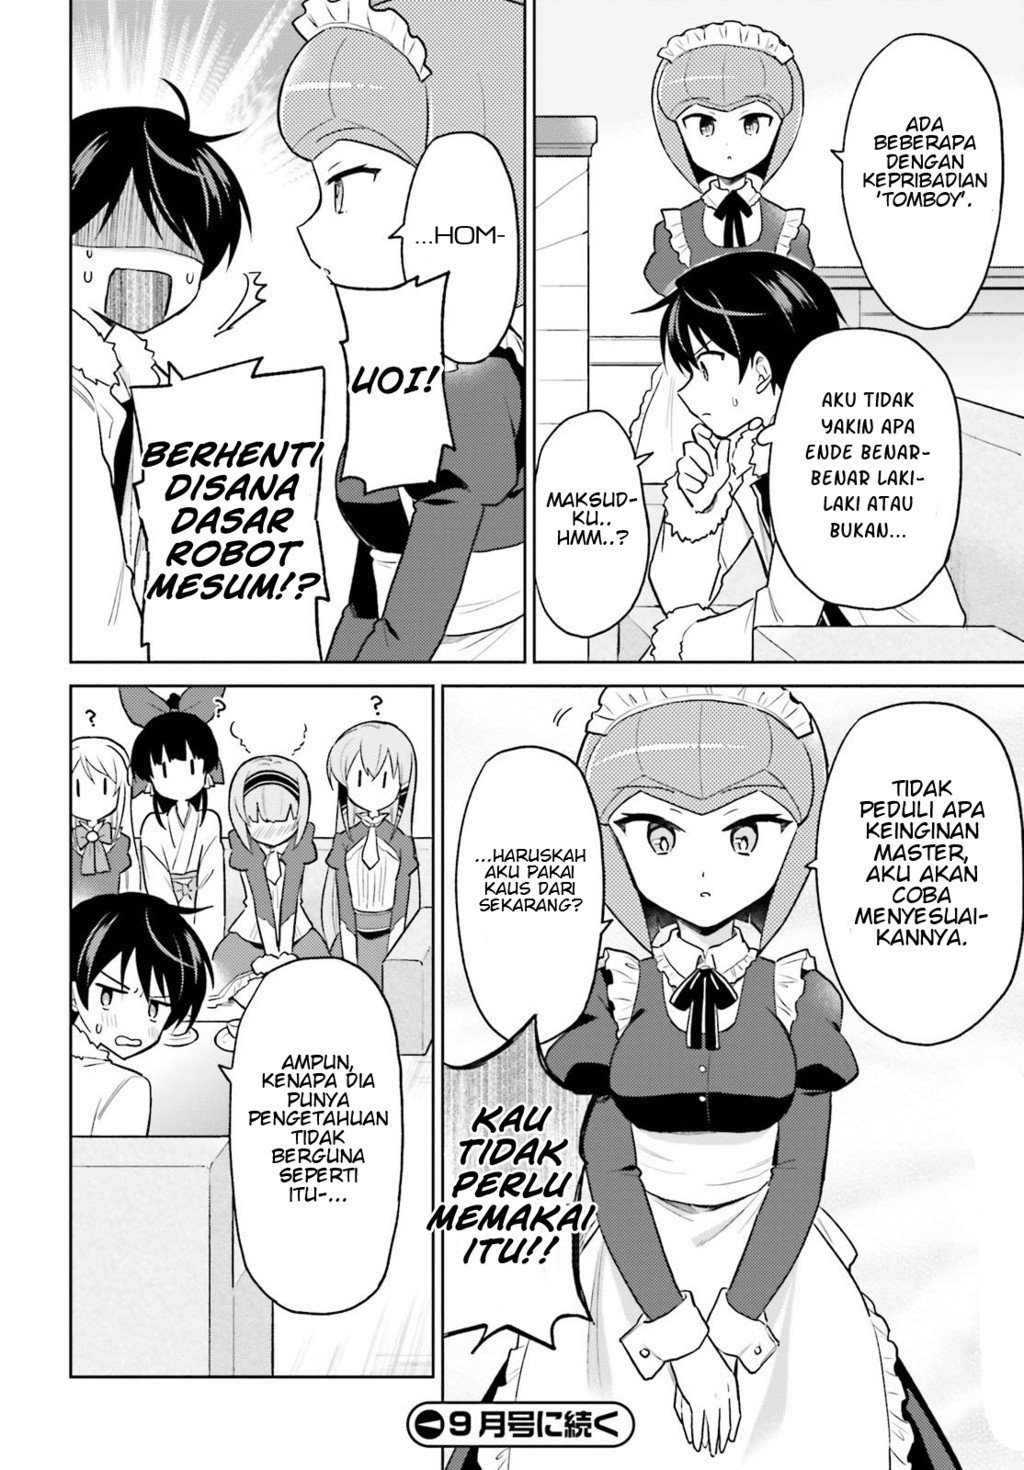 ADA
BEBERAPA
DENGAN
KEPRIBADIAN
'TOMBOY'.
AKU TIDAK
YAKIN APA
ENDE BENAR-
BENAR LAKI-
LAKI ATAU
BUKAN...
MAKSUD-
KU..
HMM..?
...HOM-
UOI!
BERHENTI
DISANA
DASAR
ROBOT
MESUM!?
TIDAK
PEDULI APA
KEINGINAN
MASTER,
AKU AKAN
COBA
MENYESUAI-
KANNYA.
...HARUSKAH
AKU PAKAI
KAUS DARI
SEKARANG?
KAU
TIDAK
PERLU
MEMAKAI
ITU!!
?
?
?
AMPUN,
KENAPA DIA
PUNYA
PENGETAHUAN
TIDAK
BERGUNA
SEPERTI
ITU-...
9月号に続く